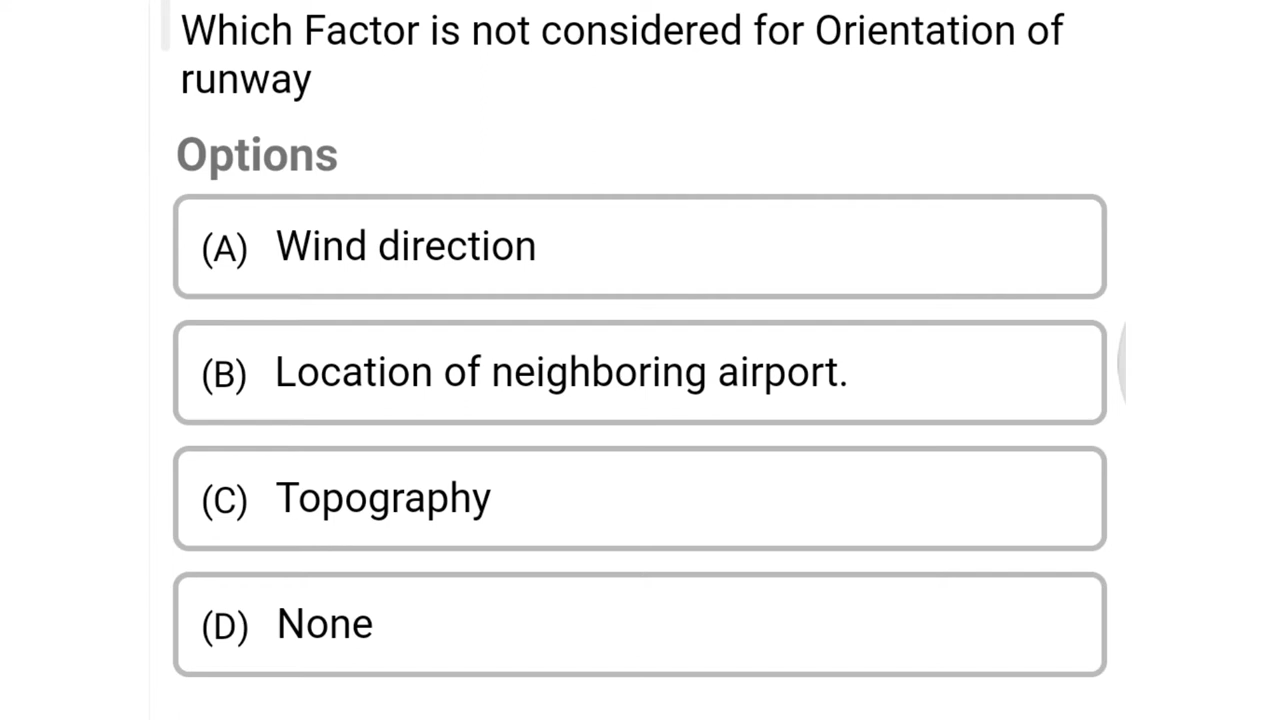 Which Factor is not considered for Orientation of
runway
Options
(A) Wind direction
(B) Location of neighboring airport.
(C) Topography
(D) None